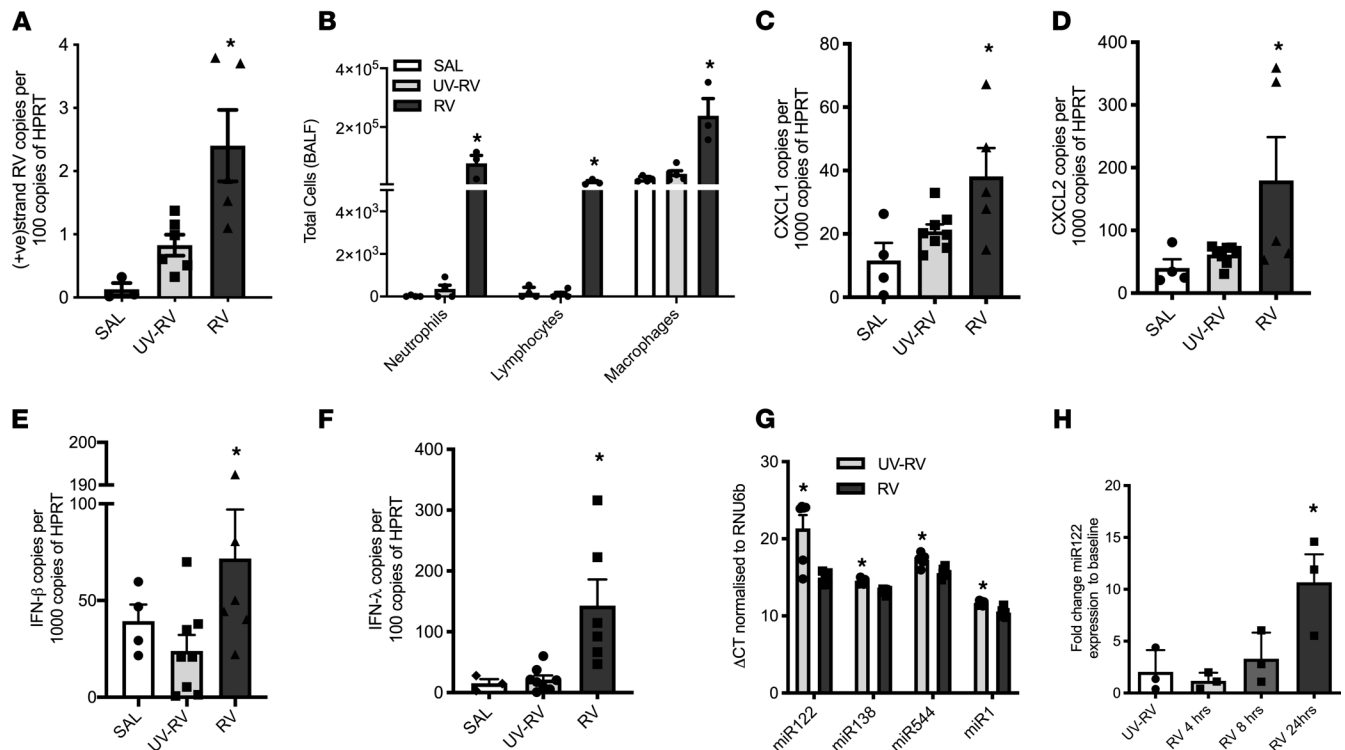 A
(+ve)strand RV copies per
100 copies of HPRT
4
3
2
1
0
SAL
UV-RV
RV
*
B
Total Cells (BALF)
4×10⁵
2×10⁵
4×10³
2×10³
0
SAL
UV-RV
RV
*
*
*
Neutrophils
Lymphocytes
Macrophages
C
CXCL1 copies per
1000 copies of HPRT
80
60
40
20
0
SAL
UV-RV
RV
*
D
CXCL2 copies per
1000 copies of HPRT
400
300
200
100
0
SAL
UV-RV
RV
*
E
IFN-β copies per
1000 copies of HPRT
200
190
100
50
0
SAL
UV-RV
RV
*
F
IFN-λ copies per
100 copies of HPRT
400
300
200
100
0
SAL
UV-RV
RV
*
G
ΔCT normalised to RNU6b
30
20
10
0
UV-RV
RV
*
*
*
*
miR122
miR138
miR544
miR1
H
Fold change miR122
expression to baseline
20
15
10
5
0
*
UV-RV
RV 4 hrs
RV 8 hrs
RV 24hrs